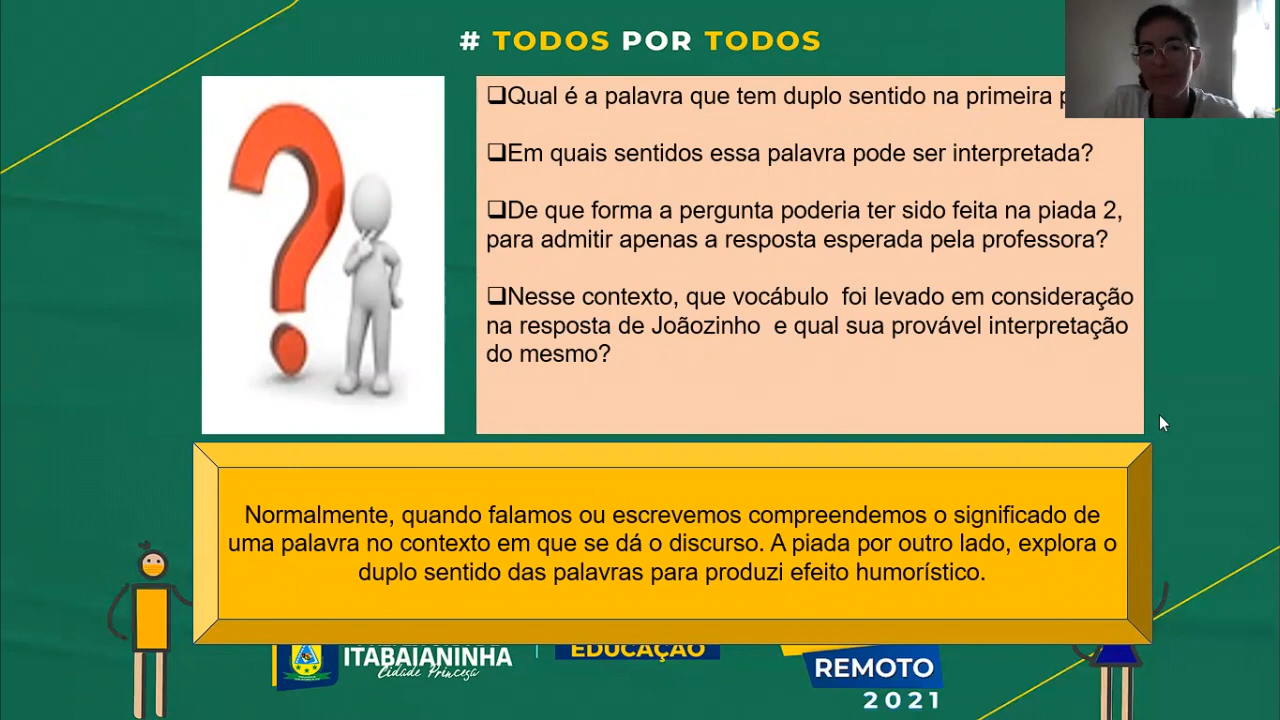 # TODOS POR TODOS
❑Qual é a palavra que tem duplo sentido na primeira
❑Em quais sentidos essa palavra pode ser interpretada?
❑De que forma a pergunta poderia ter sido feita na piada 2,
para admitir apenas a resposta esperada pela professora?
❑Nesse contexto, que vocábulo foi levado em consideração
na resposta de Joãozinho e qual sua provável interpretação
do mesmo?
Normalmente, quando falamos ou escrevemos compreendemos o significado de
uma palavra no contexto em que se dá o discurso. A piada por outro lado, explora o
duplo sentido das palavras para produzi efeito humorístico.
ITABAIANINHA
Cidade Princesa
EDUCAÇÃO
REMOTO
2021